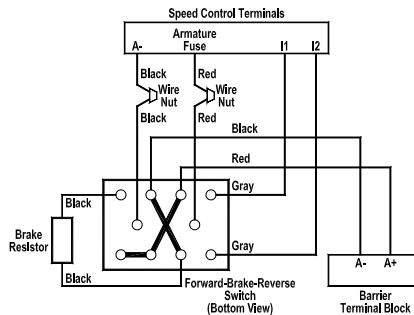 Speed Control Terminals
Armature
A- Fuse I1 I2
Black Red
Wire Wire
Nut Nut
Black Red
Black
Red
Gray
Black
Brake
Resistor
Gray
Black
A- A+
Forward-Brake-Reverse
Switch
(Bottom View)
Barrier
Terminal Block